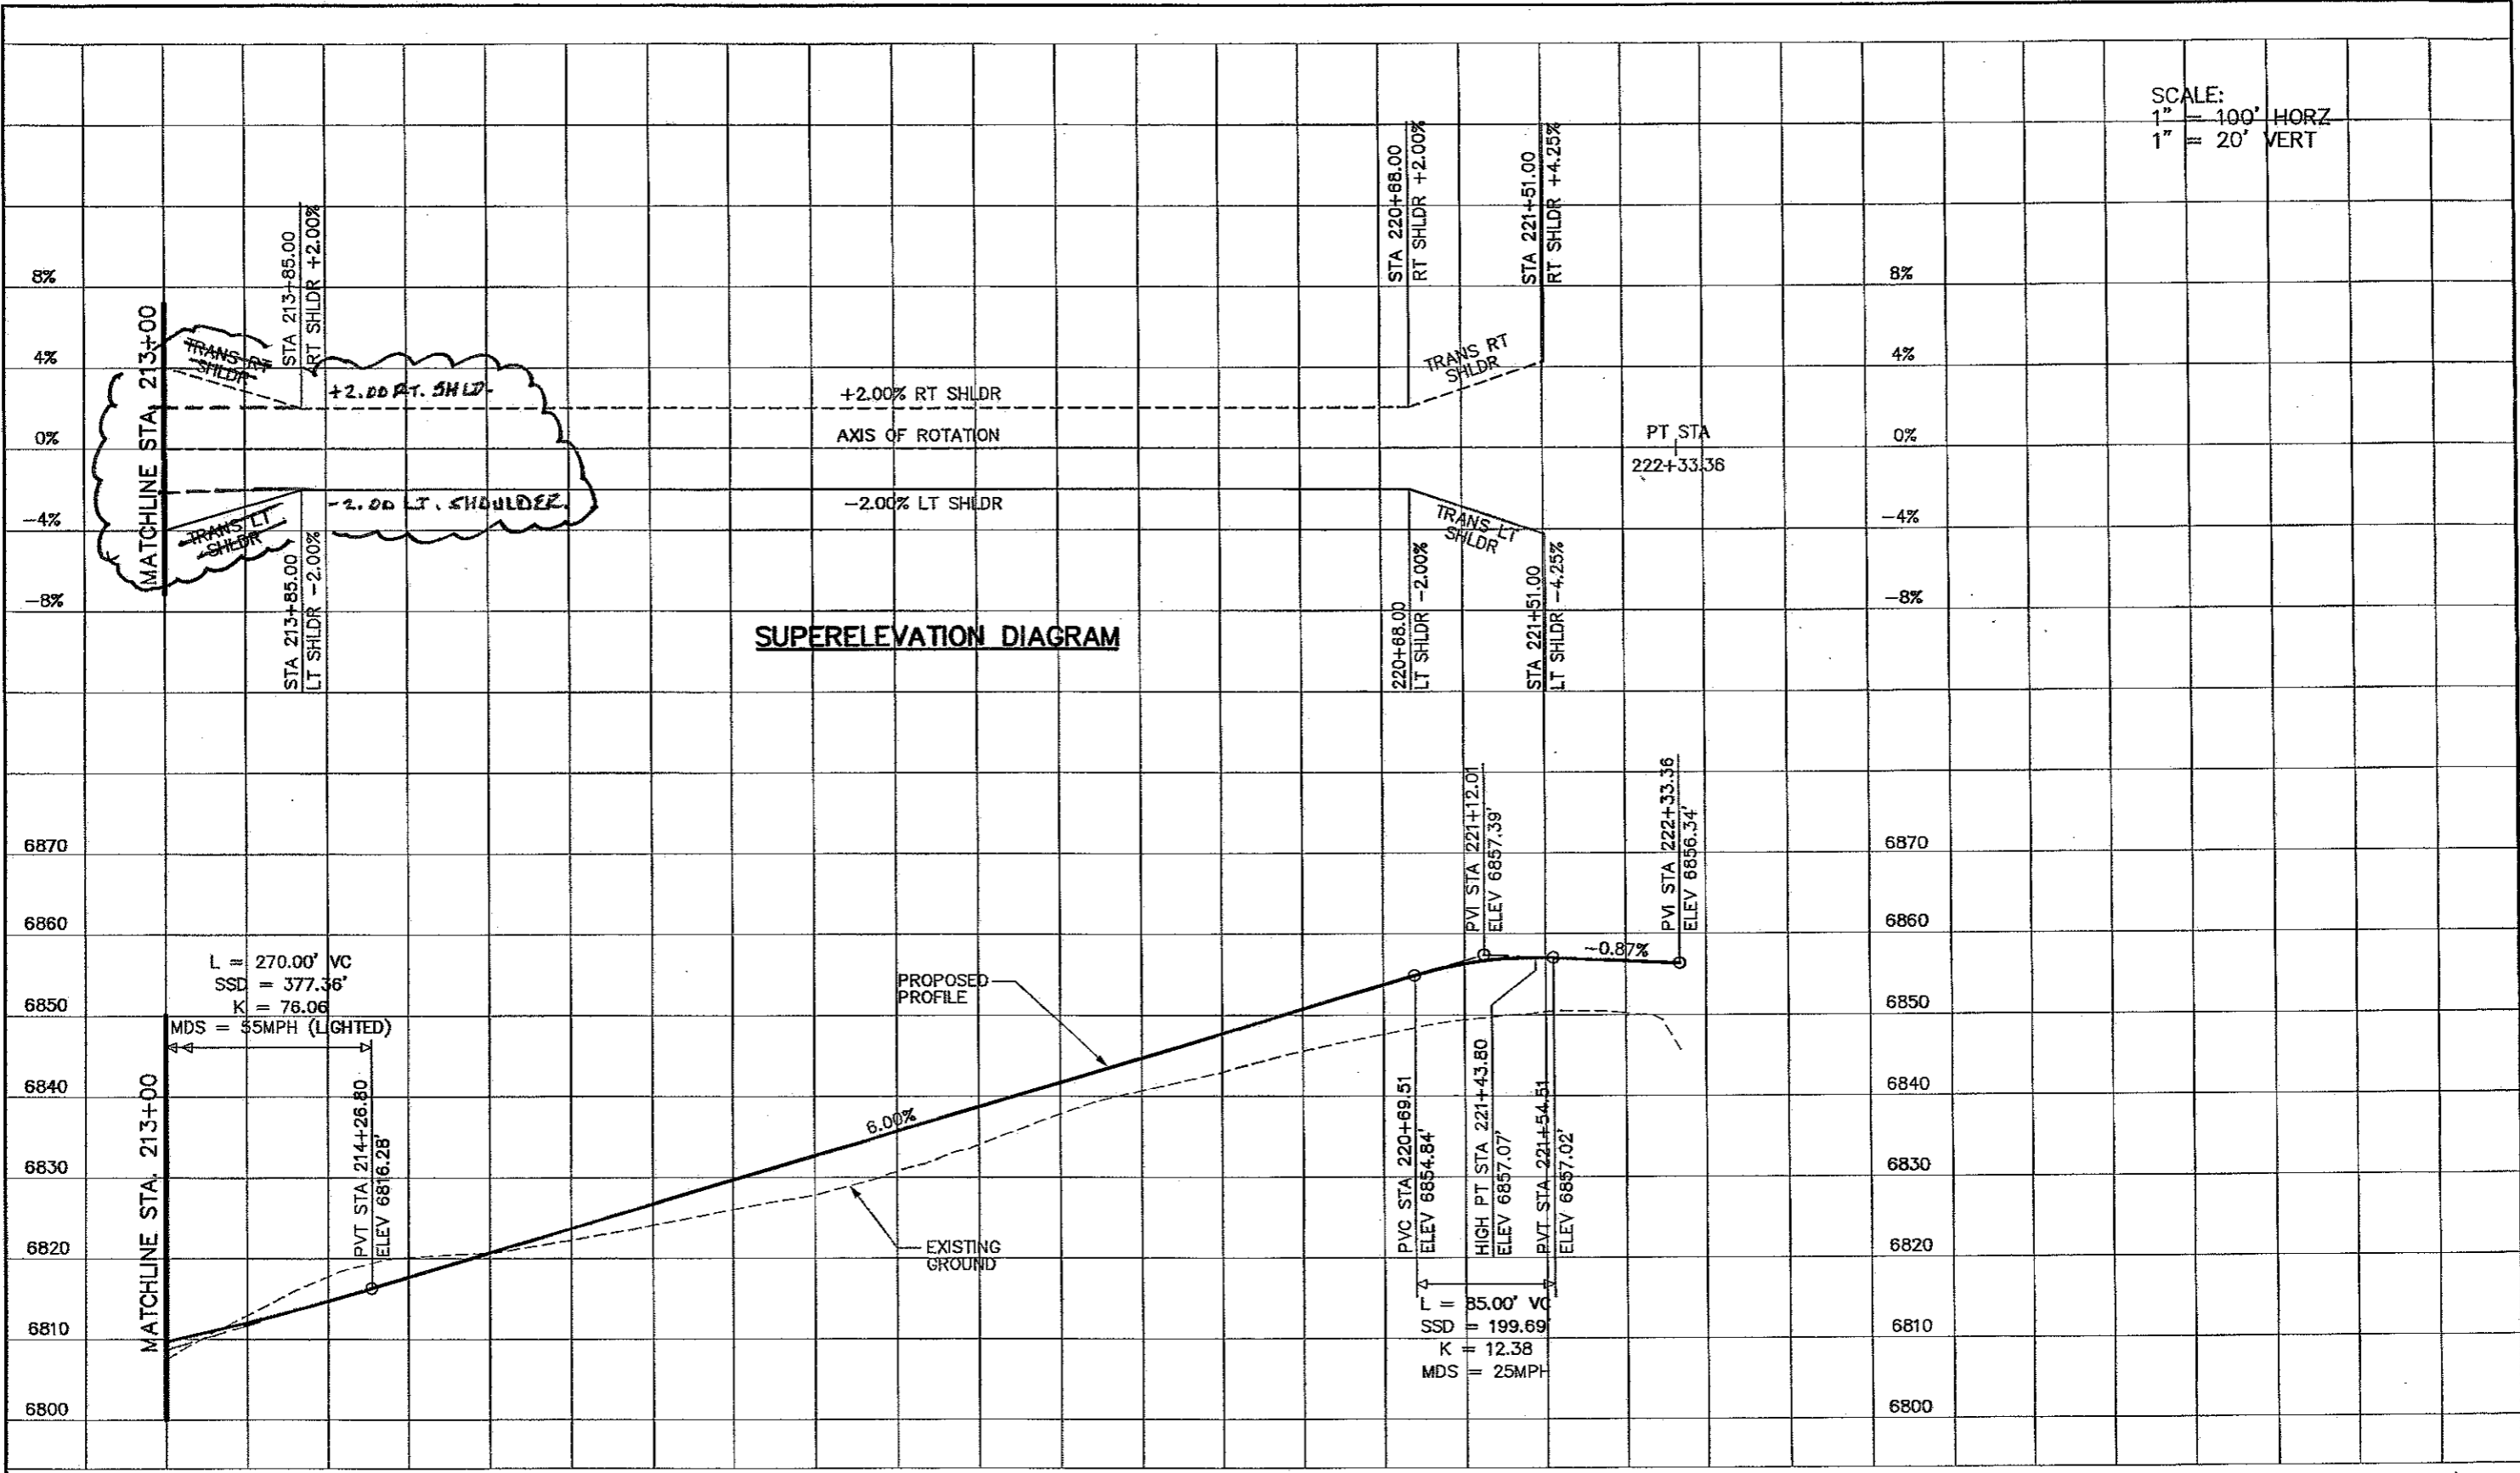 SCALE:
1" = 100' HORZ
1" = 20' VERT
STA 213+85.00
RT SHLDR +2.00%
STA 220+68.00
RT SHLDR +2.00%
STA 221+51.00
RT SHLDR +4.25%
8%
4%
0%
-4%
-8%
8%
4%
0%
-4%
-8%
MATCHLINE STA. 213+00
TRANS RT
SHLDR
+2.00 RT. SHLD.
+2.00% RT SHLDR
TRANS RT
SHLDR
AXIS OF ROTATION
PT STA
222+33.36
-2.00 LT. SHOULDER.
-2.00% LT SHLDR
TRANS LT
SHLDR
TRANS LT
SHLDR
STA 213+85.00
LT SHLDR -2.00%
220+68.00
LT SHLDR -2.00%
STA 221+51.00
LT SHLDR -4.25%
SUPERELEVATION DIAGRAM
PVI STA 221+12.01
ELEV 6857.39'
PVI STA 222+33.36
ELEV 6856.34'
6870
6860
6850
6840
6830
6820
6810
6800
6870
6860
6850
6840
6830
6820
6810
6800
L = 270.00' VC
SSD = 377.36'
K = 76.06
MDS = 55MPH (LIGHTED)
PROPOSED
PROFILE
-0.87%
6.00%
MATCHLINE STA. 213+00
PVT STA 214+26.80
ELEV 6816.28'
EXISTING
GROUND
PVC STA 220+69.51
ELEV 6854.84'
HIGH PT STA 221+43.80
ELEV 6857.07'
PVT STA 221+54.51
ELEV 6857.02'
L = 85.00' VC
SSD = 199.69'
K = 12.38
MDS = 25MPH